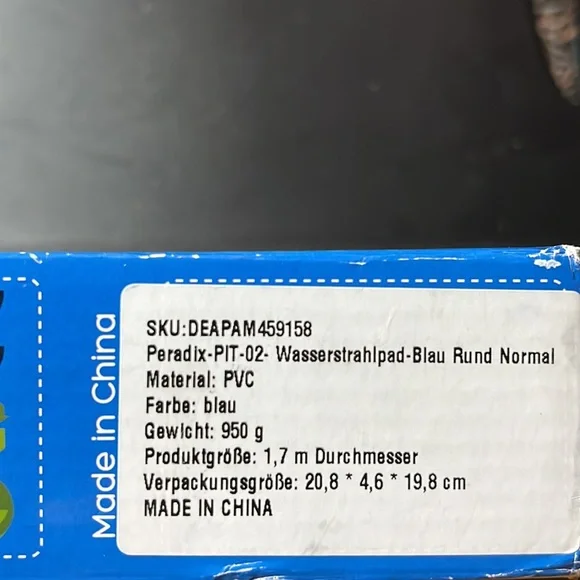 Made in China
SKU:DEAPAM459158
Peradix-PIT-02- Wasserstrahlpad-Blau Rund Normal
Material: PVC
Farbe: blau
Gewicht: 950 g
Produktgröße: 1,7 m Durchmesser
Verpackungsgröße: 20,8 * 4,6 * 19,8 cm
MADE IN CHINA